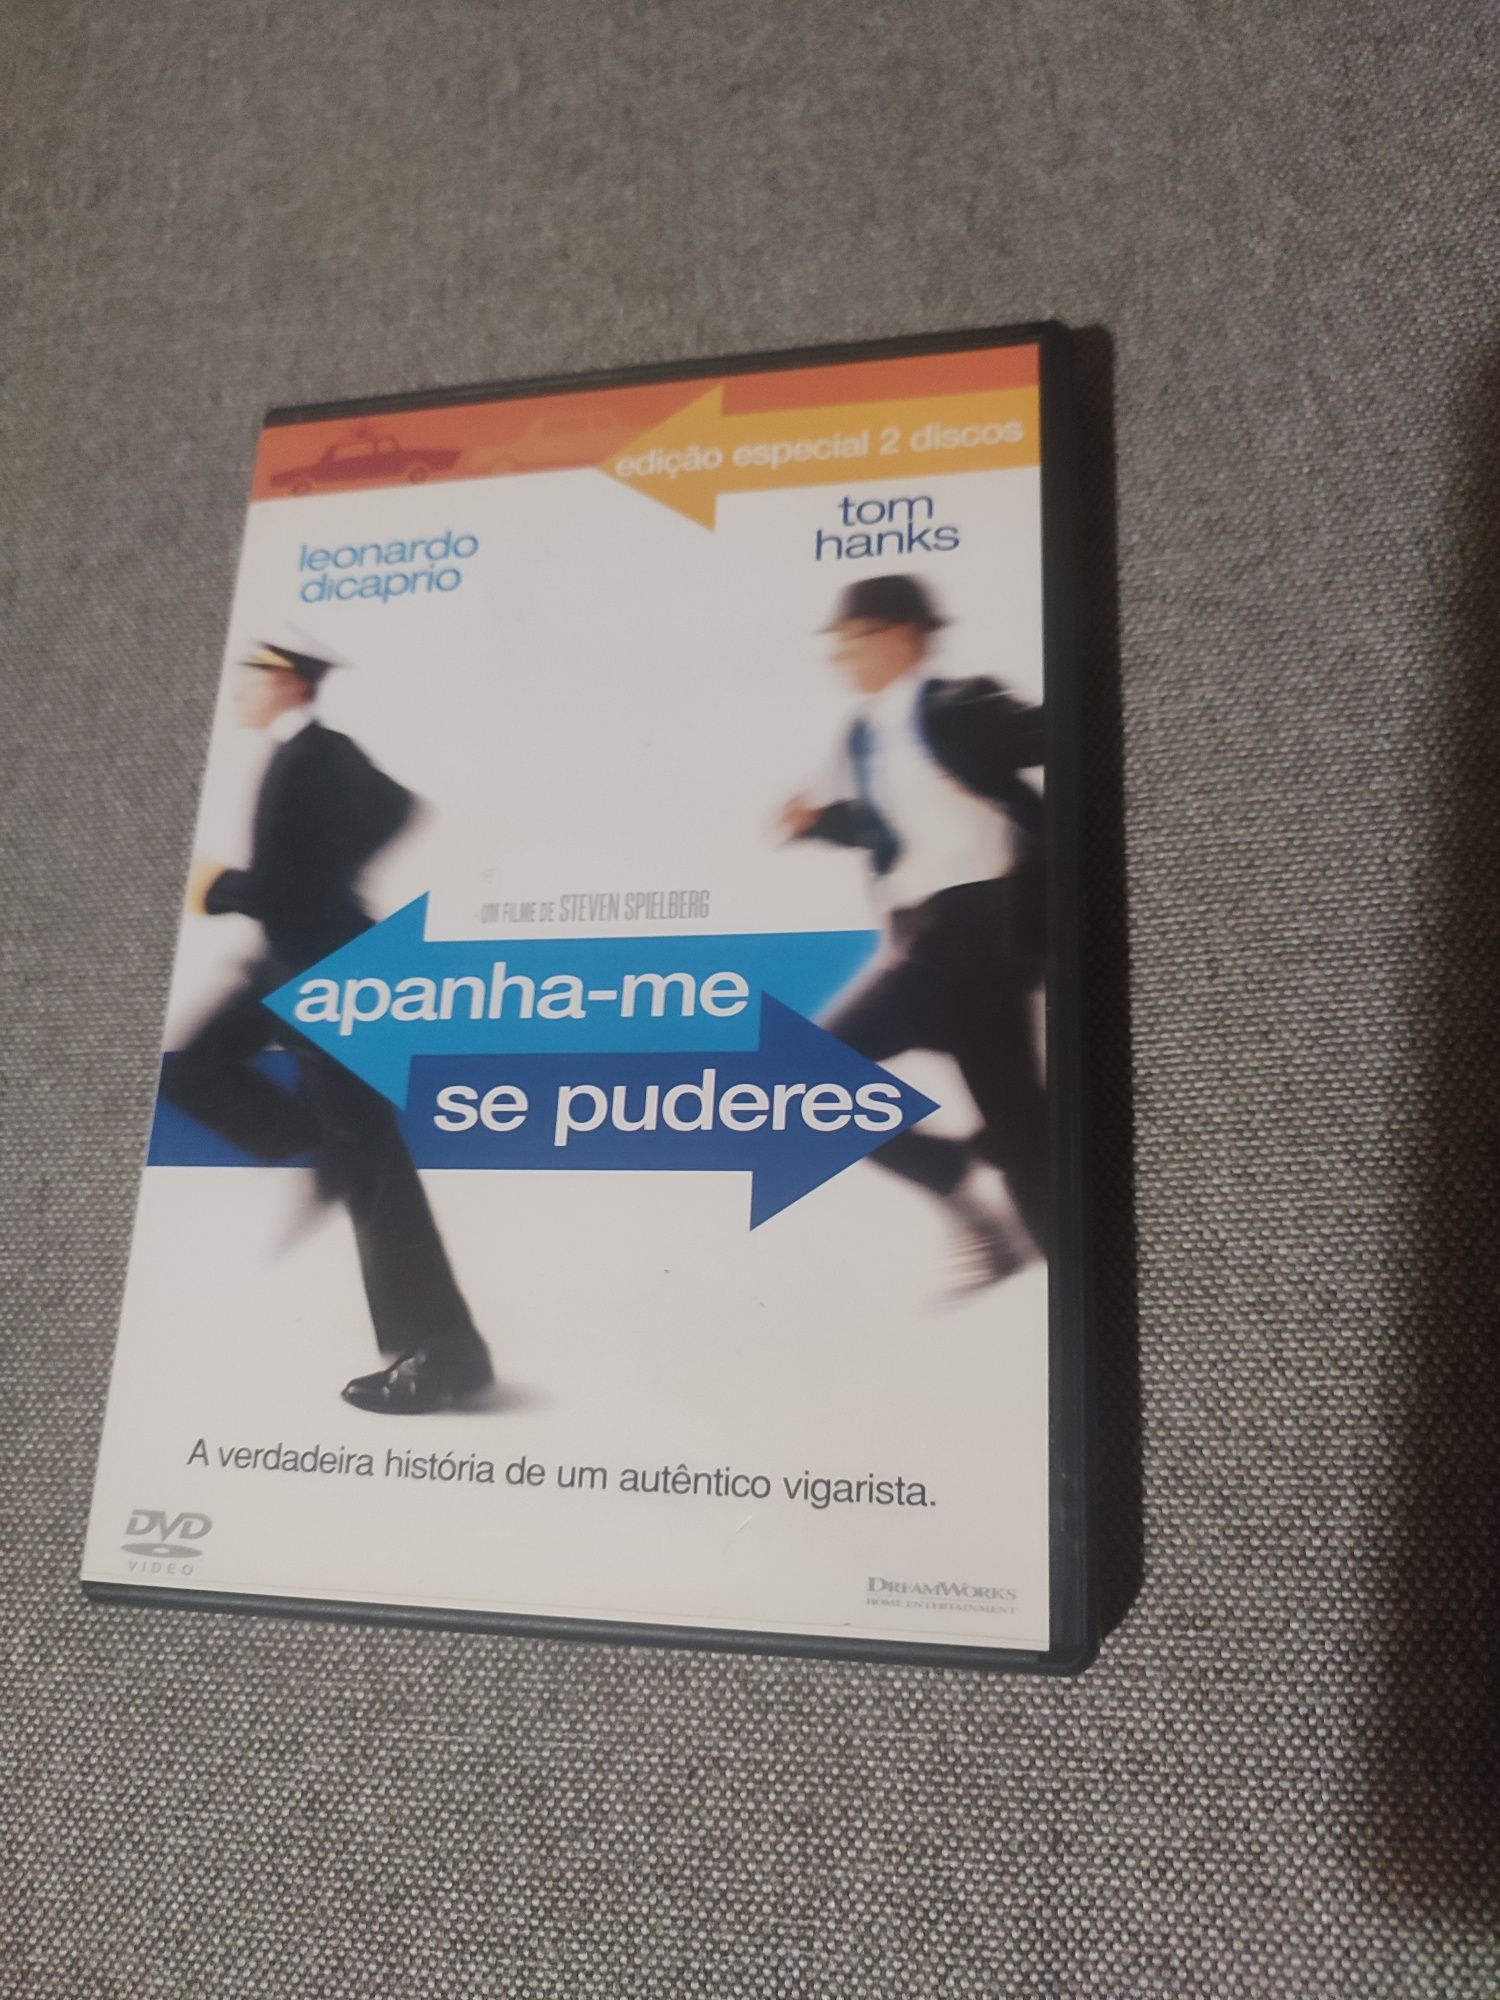 edição especial 2 discos
leonardo
dicaprio
tom
hanks
UM FILME DE STEVEN SPIELBERG
apanha-me
se puderes
A verdadeira história de um autêntico vigarista.
DVD
VIDEO
DREAMWORKS
HOME ENTERTAINMENT